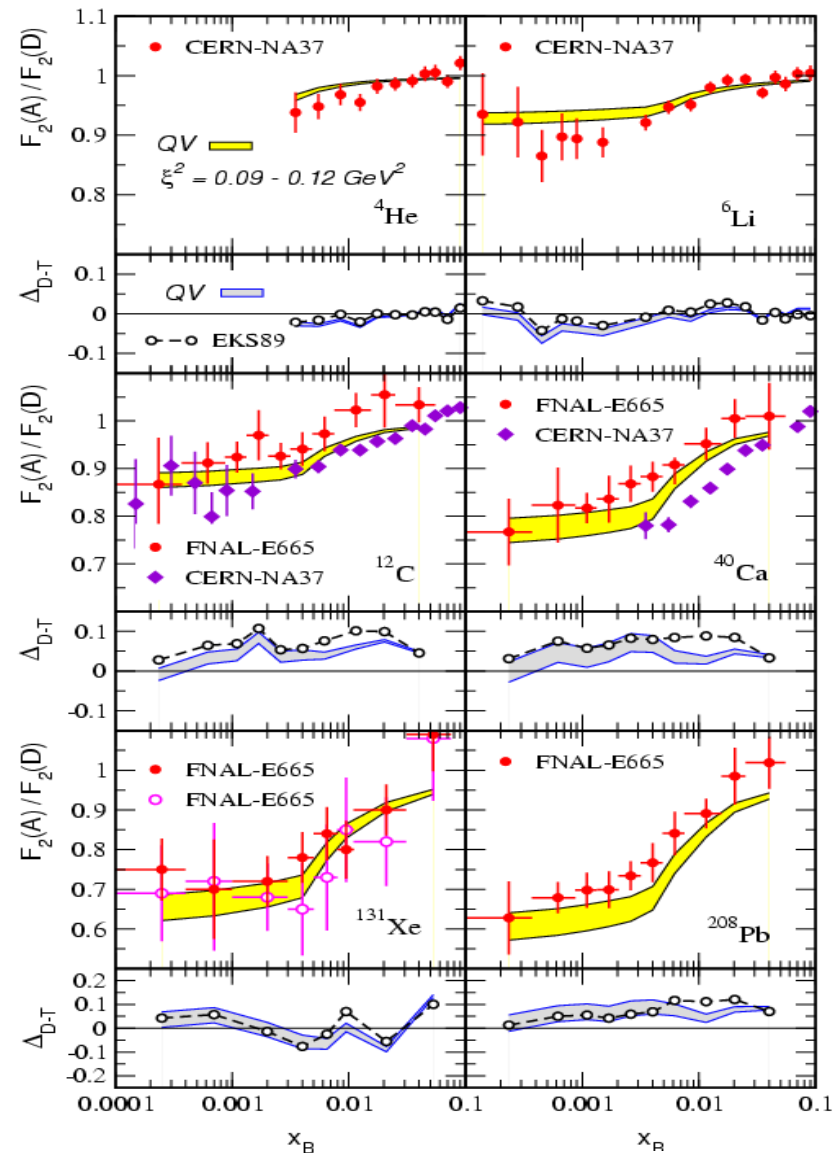 1.1
1
0.9
0.8
F₂(A) / F₂(D)
CERN-NA37
QV
ξ² = 0.09 - 0.12 GeV²
⁴He
CERN-NA37
⁶Li
0.1
0
-0.1
Δ_D-T
QV
EKS89
1
0.9
0.8
0.7
F₂(A) / F₂(D)
FNAL-E665
CERN-NA37
¹²C
FNAL-E665
CERN-NA37
⁴⁰Ca
0.1
0
-0.1
Δ_D-T
1
0.9
0.8
0.7
0.6
F₂(A) / F₂(D)
FNAL-E665
FNAL-E665
¹³¹Xe
FNAL-E665
²⁰⁸Pb
0.2
0.1
0
-0.1
-0.2
Δ_D-T
0.0001 0.001 0.01 0.1 0.001 0.01 0.1
x_B x_B